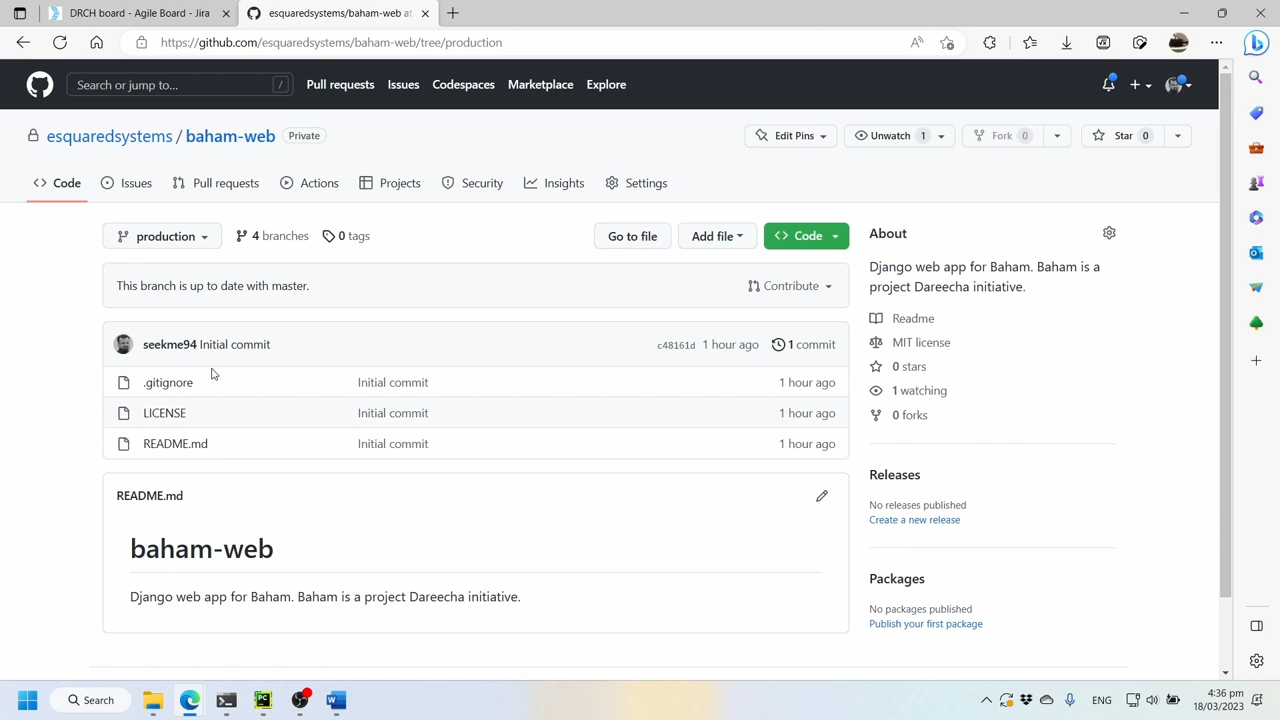 DRCH board - Agile Board - Jira
esquaredsystems/baham-web at
https://github.com/esquaredsystems/baham-web/tree/production
Search or jump to...
/
Pull requests
Issues
Codespaces
Marketplace
Explore
esquaredsystems / baham-web
Private
Edit Pins
Unwatch 1
Fork 0
Star 0
Code
Issues
Pull requests
Actions
Projects
Security
Insights
Settings
production
4 branches
0 tags
Go to file
Add file
Code
This branch is up to date with master.
Contribute
seekme94 Initial commit
c48161d 1 hour ago
1 commit
.gitignore
Initial commit
1 hour ago
LICENSE
Initial commit
1 hour ago
README.md
Initial commit
1 hour ago
README.md
baham-web
Django web app for Baham. Baham is a project Dareecha initiative.
About
Django web app for Baham. Baham is a
project Dareecha initiative.
Readme
MIT license
0 stars
1 watching
0 forks
Releases
No releases published
Create a new release
Packages
No packages published
Publish your first package
Search
ENG
4:36 pm
18/03/2023